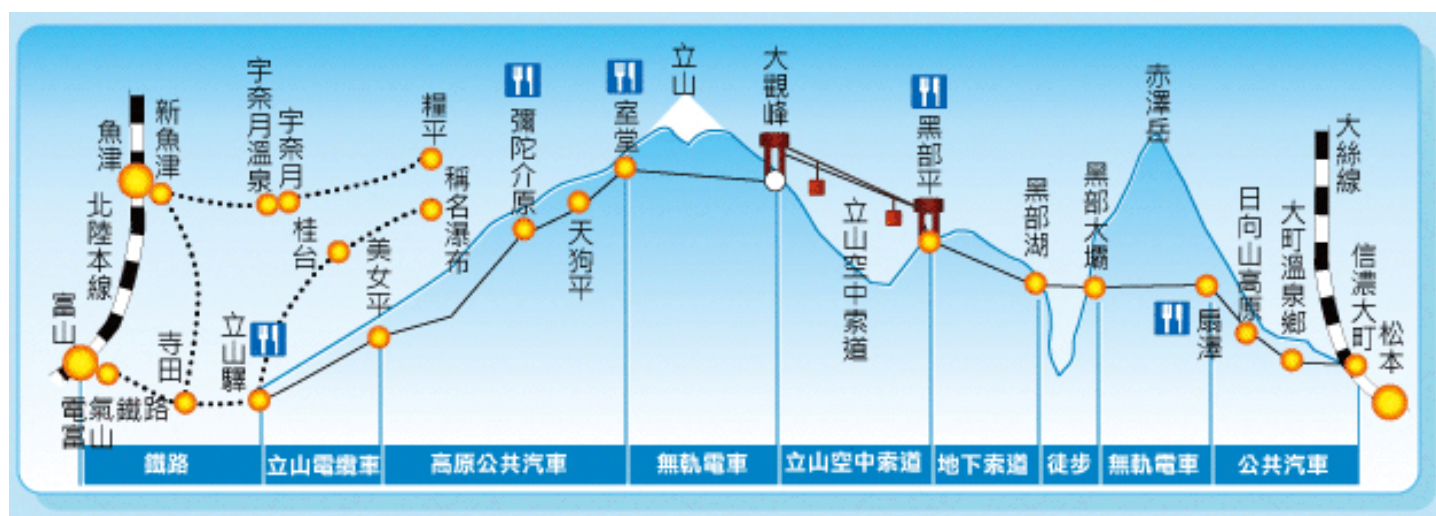 魚津
新魚津
宇奈月溫泉
宇奈月
糧平
稱名瀑布
桂台
北陸本線
富山
電氣鐵路
富山
寺田
立山驛
美女平
彌陀介原
天狗平
室堂
立山
大觀峰
立山空中索道
黑部平
黑部湖
黑部大壩
赤澤岳
扇澤
日向山高原
大町溫泉鄉
大絲線
信濃大町
松本
鐵路
立山電纜車
高原公共汽車
無軌電車
立山空中索道
地下索道
徒步
無軌電車
公共汽車